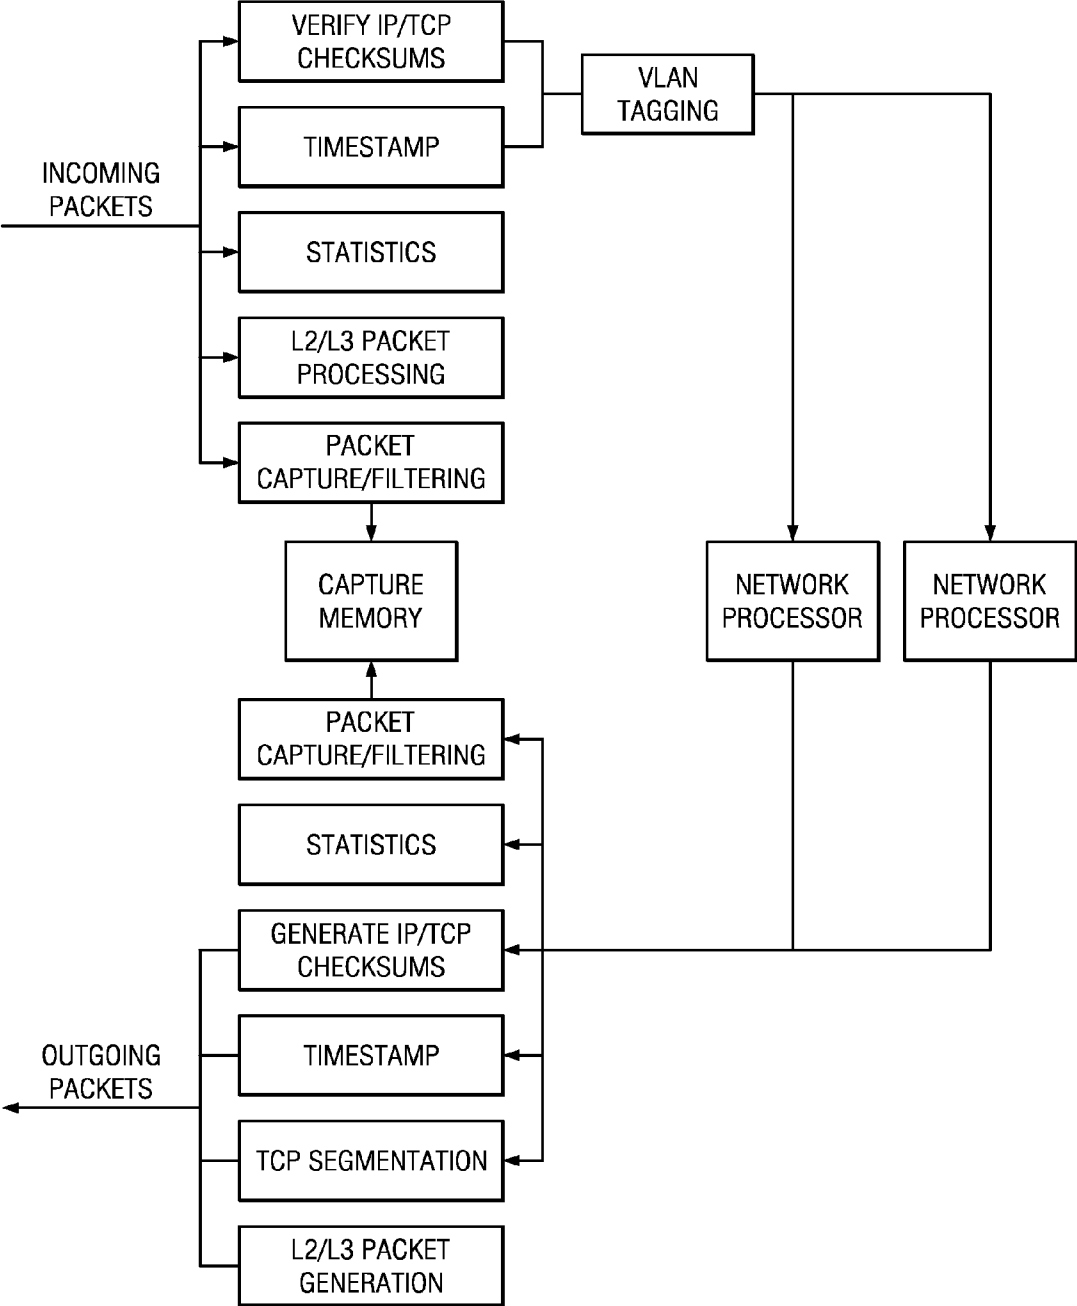 VERIFY IP/TCP
CHECKSUMS
VLAN
TAGGING
TIMESTAMP
INCOMING
PACKETS
STATISTICS
L2/L3 PACKET
PROCESSING
PACKET
CAPTURE/FILTERING
CAPTURE
MEMORY
NETWORK
PROCESSOR
NETWORK
PROCESSOR
PACKET
CAPTURE/FILTERING
STATISTICS
GENERATE IP/TCP
CHECKSUMS
TIMESTAMP
OUTGOING
PACKETS
TCP SEGMENTATION
L2/L3 PACKET
GENERATION